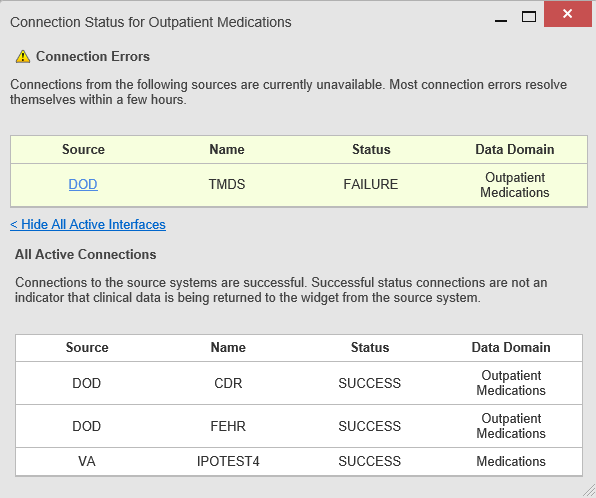 Connection Status for Outpatient Medications
Connection Errors
Connections from the following sources are currently unavailable. Most connection errors resolve
themselves within a few hours.
Source Name Status Data Domain
DOD TMDS FAILURE Outpatient
Medications
< Hide All Active Interfaces
All Active Connections
Connections to the source systems are successful. Successful status connections are not an
indicator that clinical data is being returned to the widget from the source system.
Source Name Status Data Domain
DOD CDR SUCCESS Outpatient
Medications
DOD FEHR SUCCESS Outpatient
Medications
VA IPOTEST4 SUCCESS Medications